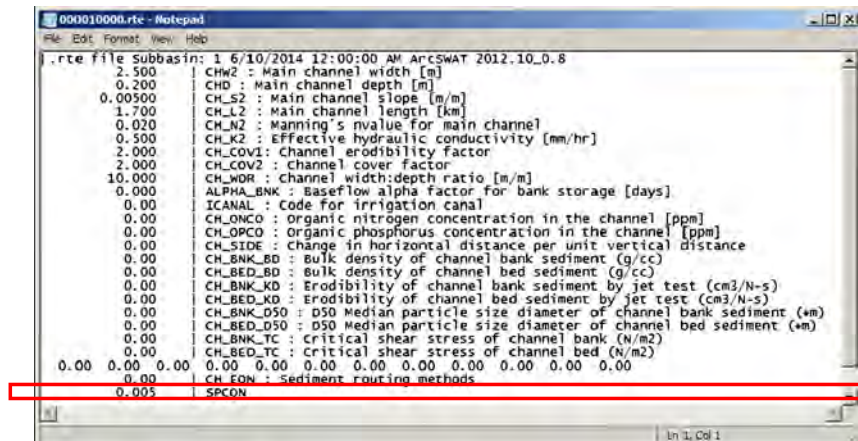 000010000.rte - Notepad
File Edit Format View Help
.rte file Subbasin: 1 6/10/2014 12:00:00 AM ArcSWAT 2012.10_0.8
2.500 | CHW2 : Main channel width [m]
0.200 | CHD : Main channel depth [m]
0.00500 | CH_S2 : Main channel slope [m/m]
1.700 | CH_L2 : Main channel length [km]
0.020 | CH_N2 : Manning's nvalue for main channel
0.500 | CH_K2 : Effective hydraulic conductivity [mm/hr]
2.000 | CH_COV1: Channel erodibility factor
2.000 | CH_COV2 : Channel cover factor
10.000 | CH_WDR : Channel width:depth ratio [m/m]
0.000 | ALPHA_BNK : Baseflow alpha factor for bank storage [days]
0.00 | ICANAL : Code for irrigation canal
0.00 | CH_ONCO : Organic nitrogen concentration in the channel [ppm]
0.00 | CH_OPCO : Organic phosphorus concentration in the channel [ppm]
0.00 | CH_SIDE : Change in horizontal distance per unit vertical distance
0.00 | CH_BNK_BD : Bulk density of channel bank sediment (g/cc)
0.00 | CH_BED_BD : Bulk density of channel bed sediment (g/cc)
0.00 | CH_BNK_KD : Erodibility of channel bank sediment by jet test (cm3/N-s)
0.00 | CH_BED_KD : Erodibility of channel bed sediment by jet test (cm3/N-s)
0.00 | CH_BNK_D50 : D50 Median particle size diameter of channel bank sediment (+m)
0.00 | CH_BED_D50 : D50 Median particle size diameter of channel bed sediment (+m)
0.00 | CH_BNK_TC : Critical shear stress of channel bank (N/m2)
0.00 | CH_BED_TC : Critical shear stress of channel bed (N/m2)
0.00 0.00 0.00 0.00 0.00 0.00 0.00 0.00 0.00 0.00 0.00 0.00
0.00 | CH_EQN : Sediment routing methods
0.005 | SPCON
Ln 1, Col 1